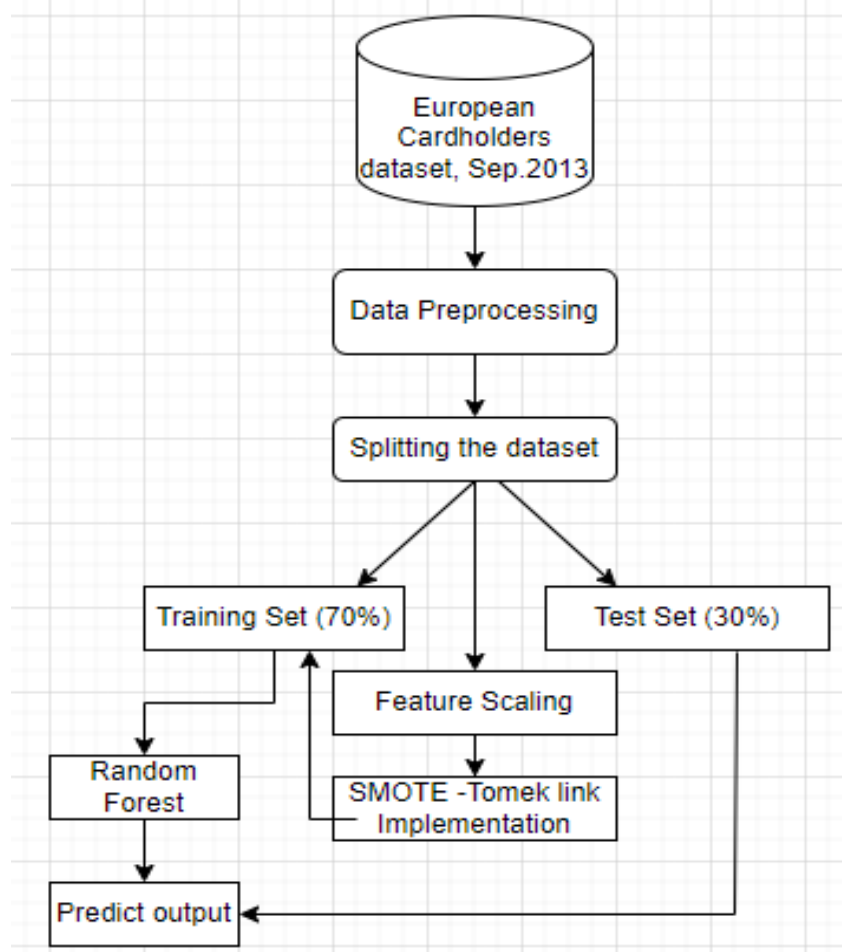 European
Cardholders
dataset, Sep.2013
Data Preprocessing
Splitting the dataset
Training Set (70%)
Test Set (30%)
Feature Scaling
Random
Forest
SMOTE -Tomek link
Implementation
Predict output